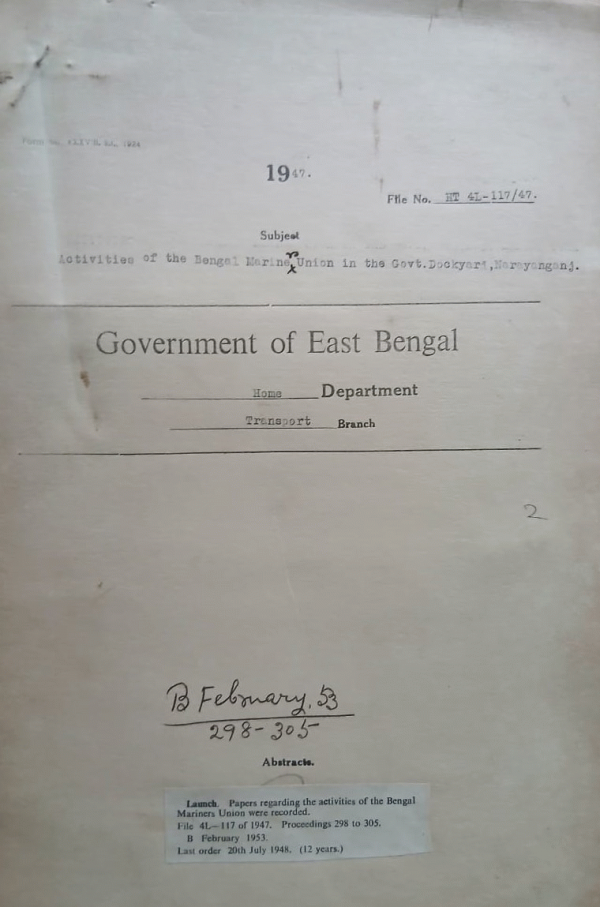 1947.
File No. HT 4L-117/47.
Subject
Activities of the Bengal Mariners Union in the Govt.Dockyard,Narayanganj.
Government of East Bengal
Home Department
Transport Branch
2
B February, 53
298-305
Abstracts.
Launch. Papers regarding the activities of the Bengal
Mariners Union were recorded.
File 4L-117 of 1947. Proceedings 298 to 305.
B February 1953.
Last order 20th July 1948. (12 years.)